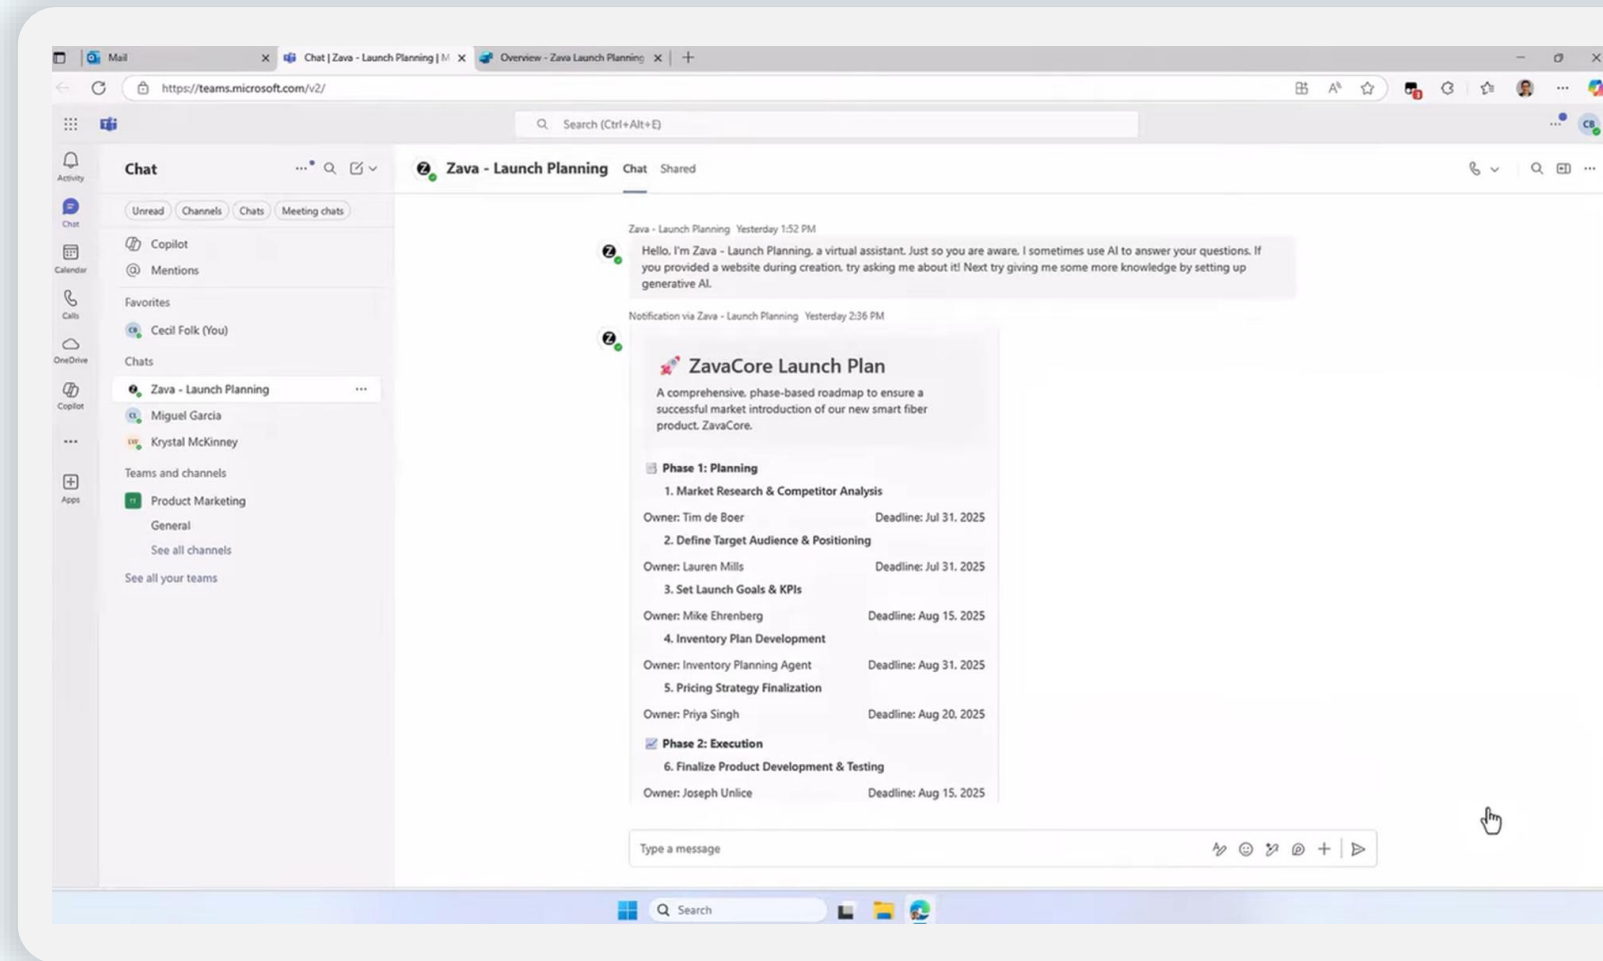 Mail
Chat | Zava - Launch Planning | M
Overview - Zava Launch Planning
https://teams.microsoft.com/v2/
3
Search (Ctrl+Alt+E)
CB
Activity
Chat
Calendar
Calls
OneDrive
Copilot
Apps
Chat
Unread
Channels
Chats
Meeting chats
Copilot
Mentions
Favorites
Cecil Folk (You)
Chats
Zava - Launch Planning
Miguel Garcia
Krystal McKinney
Teams and channels
Product Marketing
General
See all channels
See all your teams
Zava - Launch Planning Chat Shared
Zava - Launch Planning Yesterday 1:52 PM
Hello, I'm Zava - Launch Planning, a virtual assistant. Just so you are aware, I sometimes use AI to answer your questions. If
you provided a website during creation, try asking me about it! Next try giving me some more knowledge by setting up
generative AI.
Notification via Zava - Launch Planning Yesterday 2:36 PM
ZavaCore Launch Plan
A comprehensive, phase-based roadmap to ensure a
successful market introduction of our new smart fiber
product, ZavaCore.
Phase 1: Planning
1. Market Research & Competitor Analysis
Owner: Tim de Boer Deadline: Jul 31, 2025
2. Define Target Audience & Positioning
Owner: Lauren Mills Deadline: Jul 31, 2025
3. Set Launch Goals & KPIs
Owner: Mike Ehrenberg Deadline: Aug 15, 2025
4. Inventory Plan Development
Owner: Inventory Planning Agent Deadline: Aug 31, 2025
5. Pricing Strategy Finalization
Owner: Priya Singh Deadline: Aug 20, 2025
Phase 2: Execution
6. Finalize Product Development & Testing
Owner: Joseph Unlice Deadline: Aug 15, 2025
Type a message
Search